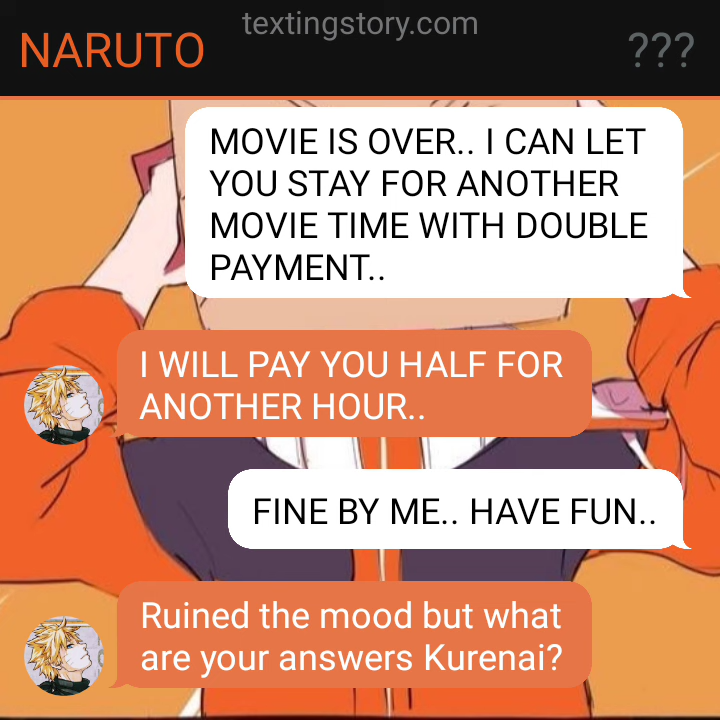 textingstory.com
NARUTO
???
MOVIE IS OVER.. I CAN LET
YOU STAY FOR ANOTHER
MOVIE TIME WITH DOUBLE
PAYMENT..
I WILL PAY YOU HALF FOR
ANOTHER HOUR..
FINE BY ME.. HAVE FUN..
Ruined the mood but what
are your answers Kurenai?